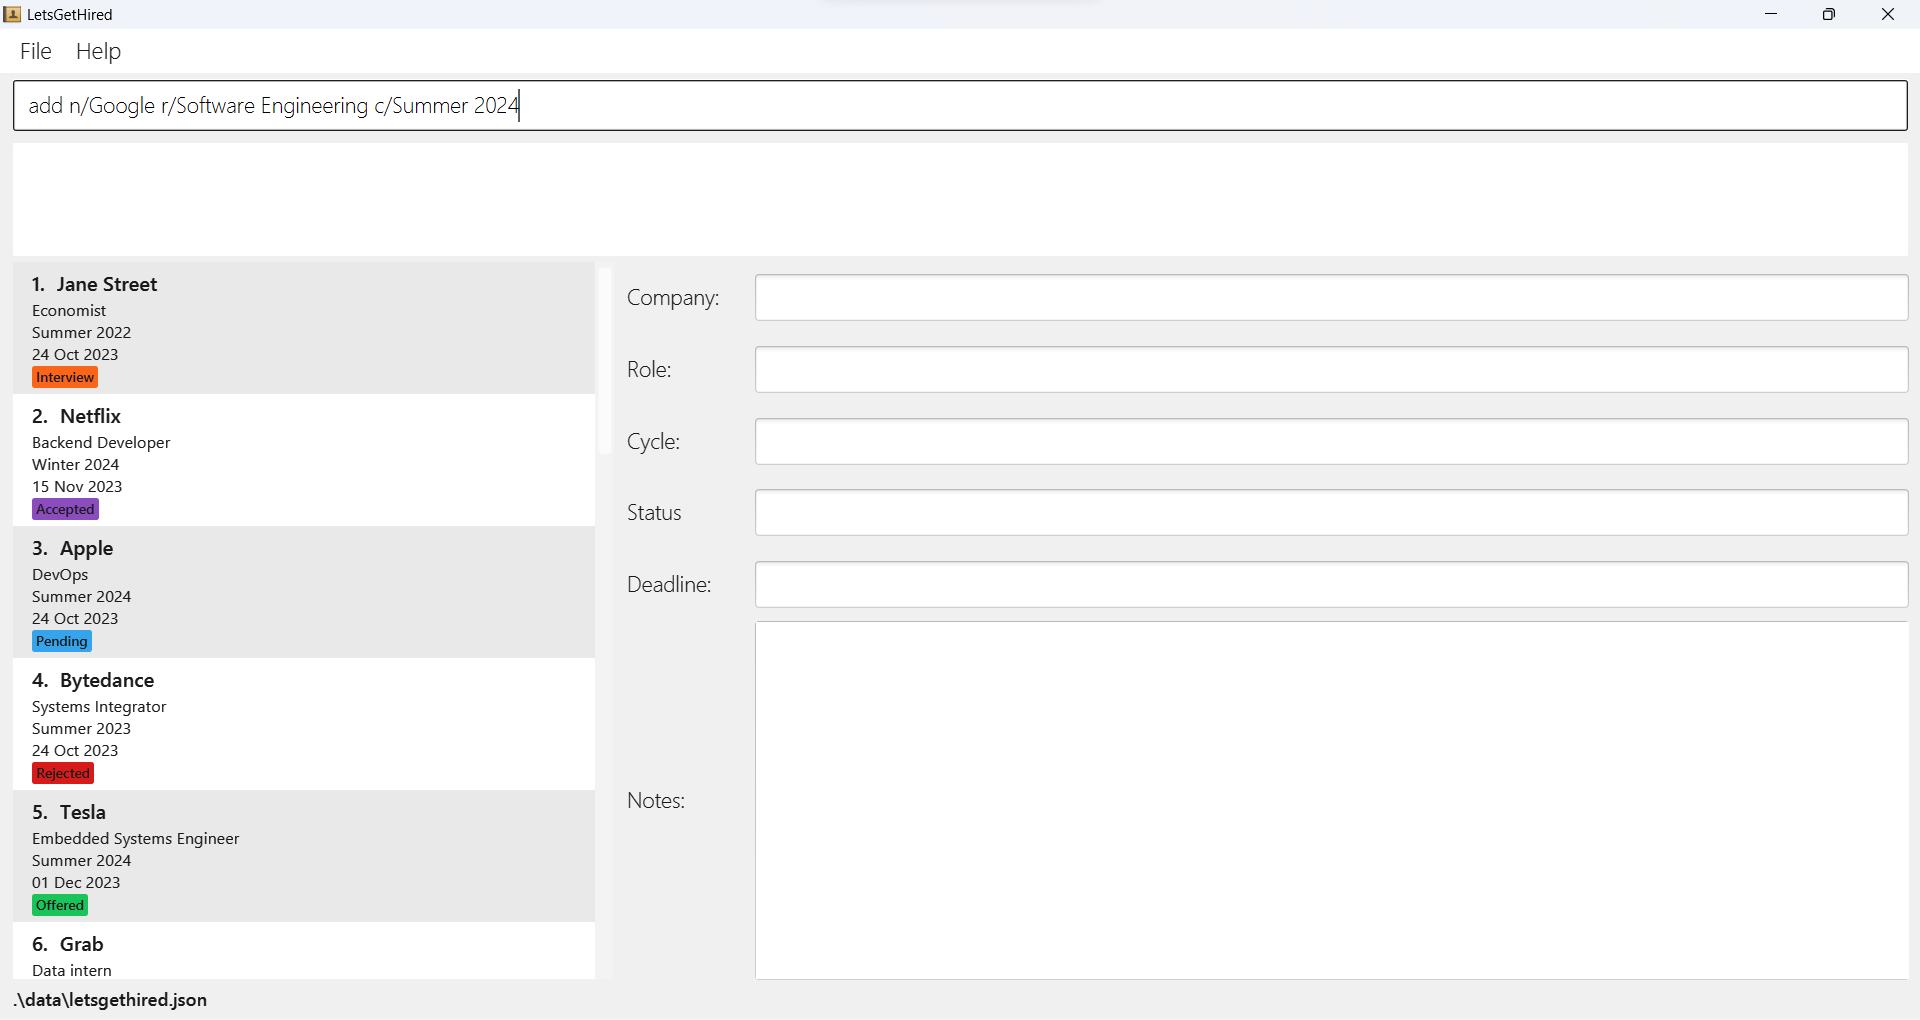 LetsGetHired
File Help
add n/Google r/Software Engineering c/Summer 2024
1. Jane Street
Economist
Summer 2022
24 Oct 2023
Interview
2. Netflix
Backend Developer
Winter 2024
15 Nov 2023
Accepted
3. Apple
DevOps
Summer 2024
24 Oct 2023
Pending
4. Bytedance
Systems Integrator
Summer 2023
24 Oct 2023
Rejected
5. Tesla
Embedded Systems Engineer
Summer 2024
01 Dec 2023
Offered
6. Grab
Data intern
Company:
Role:
Cycle:
Status
Deadline:
Notes:
.\data\letsgethired.json